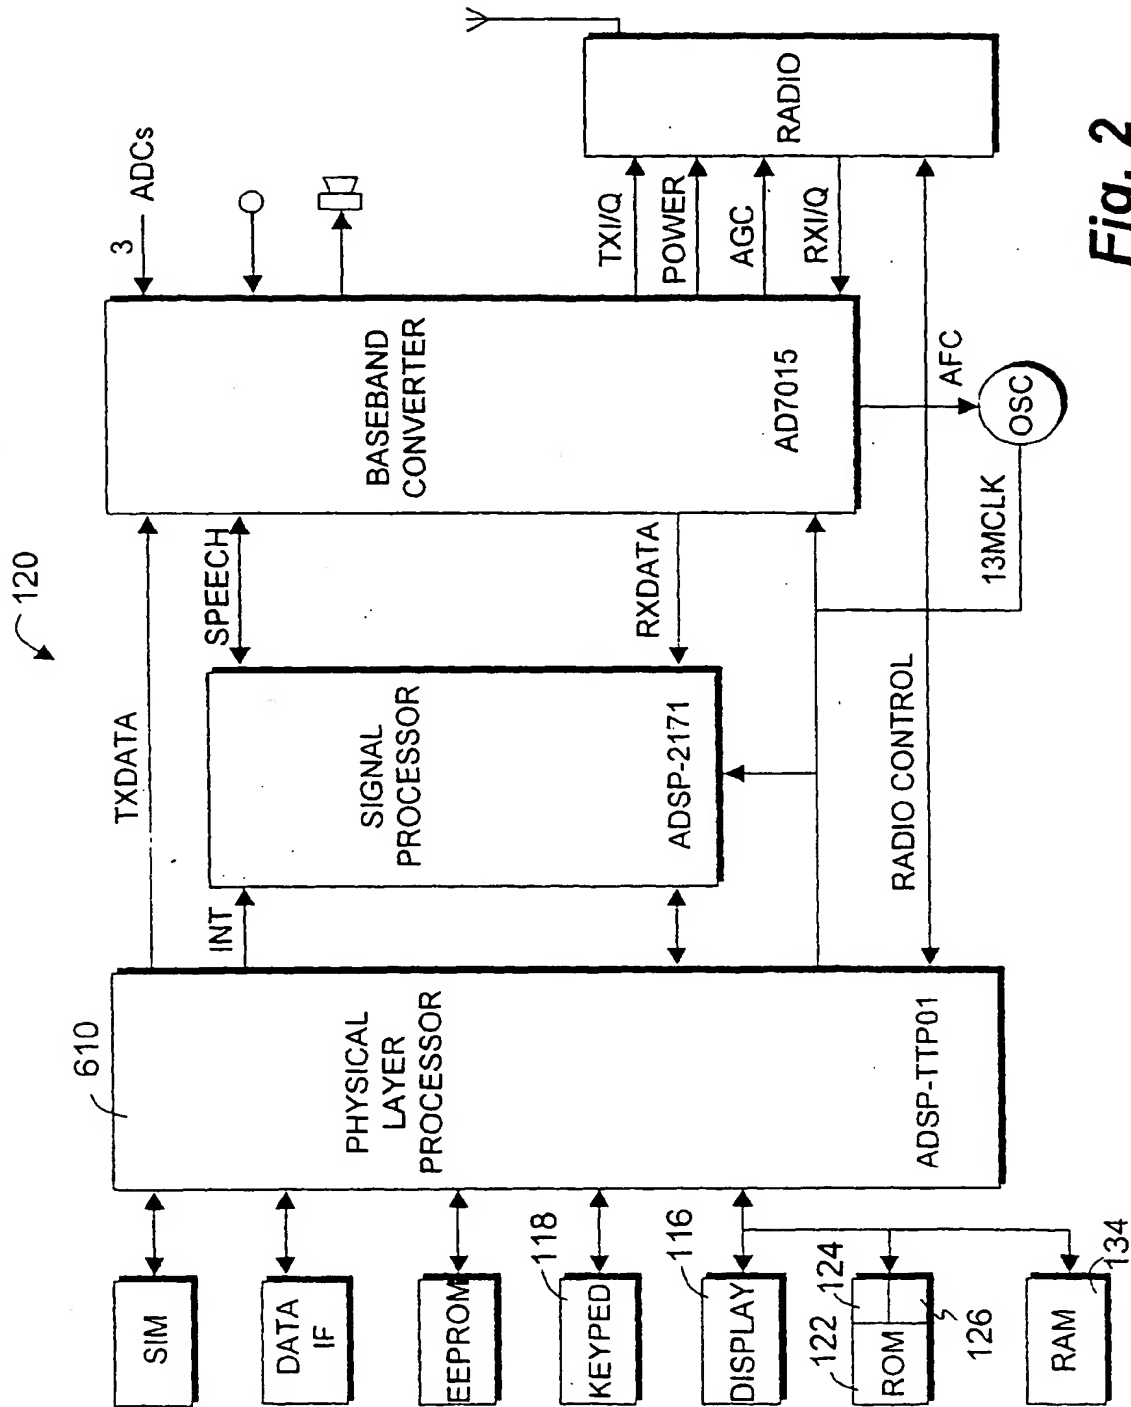 120
3 ADCs
610
PHYSICAL
LAYER
PROCESSOR
ADSP-TTP01
TXDATA
INT
SIGNAL
PROCESSOR
ADSP-2171
SPEECH
RXDATA
BASEBAND
CONVERTER
AD7015
TXI/Q
POWER
AGC
RXI/Q
RADIO
RADIO CONTROL
13MCLK
AFC
OSC
SIM
DATA
IF
EEPROM
KEYPED
118
DISPLAY
116
ROM
122
124
126
RAM
134
Fig. 2